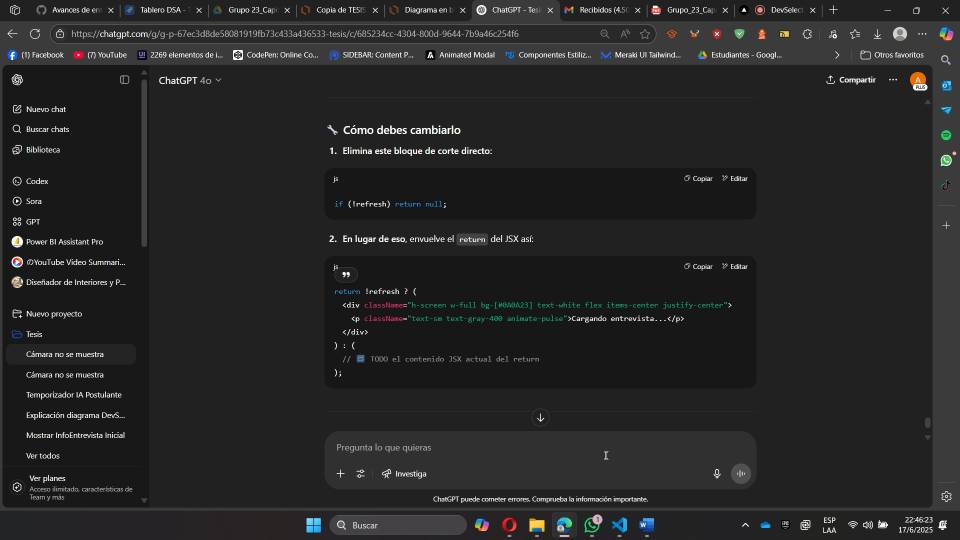 Avances de en
Tablero DSA - T
Grupo 23_Capi
Copia de TESIS
Diagrama en b
ChatGPT - Tesi
Recibidos (4.50
Grupo_23_Cap
DevSelect
https://chatgpt.com/g/g-p-67ec3d8de58081919fb73c433a436533-tesis/c/685234cc-4304-800d-9644-7b9a46c254f6
(1) Facebook
(7) YouTube
2269 elementos de i...
CodePen: Online Co...
SIDEBAR: Content P...
Animated Modal
Componentes Estiliz...
Meraki UI Tailwind...
Estudiantes - Googl...
Otros favoritos
ChatGPT 4o
Compartir
A
PLUS
Nuevo chat
Buscar chats
Biblioteca
Codex
Sora
GPT
Power BI Assistant Pro
YouTube Video Summari...
Diseñador de Interiores y P...
Nuevo proyecto
Tesis
Cámara no se muestra
Cámara no se muestra
Temporizador IA Postulante
Explicación diagrama DevS...
Mostrar InfoEntrevista Inicial
Ver todos
Ver planes
Acceso ilimitado, características de
Team y más
Cómo debes cambiarlo
1. Elimina este bloque de corte directo:
js
Copiar
Editar
if (!refresh) return null;
2. En lugar de eso, envuelve el return del JSX así:
js
Copiar
Editar
return !refresh ? (
<div className="h-screen w-full bg-[#0A0A23] text-white flex items-center justify-center">
<p className="text-sm text-gray-400 animate-pulse">Cargando entrevista...</p>
</div>
) : (
// TODO el contenido JSX actual del return
);
Pregunta lo que quieras
Investiga
ChatGPT puede cometer errores. Comprueba la información importante.
Buscar
ESP
LAA
22:46:23
17/6/2025